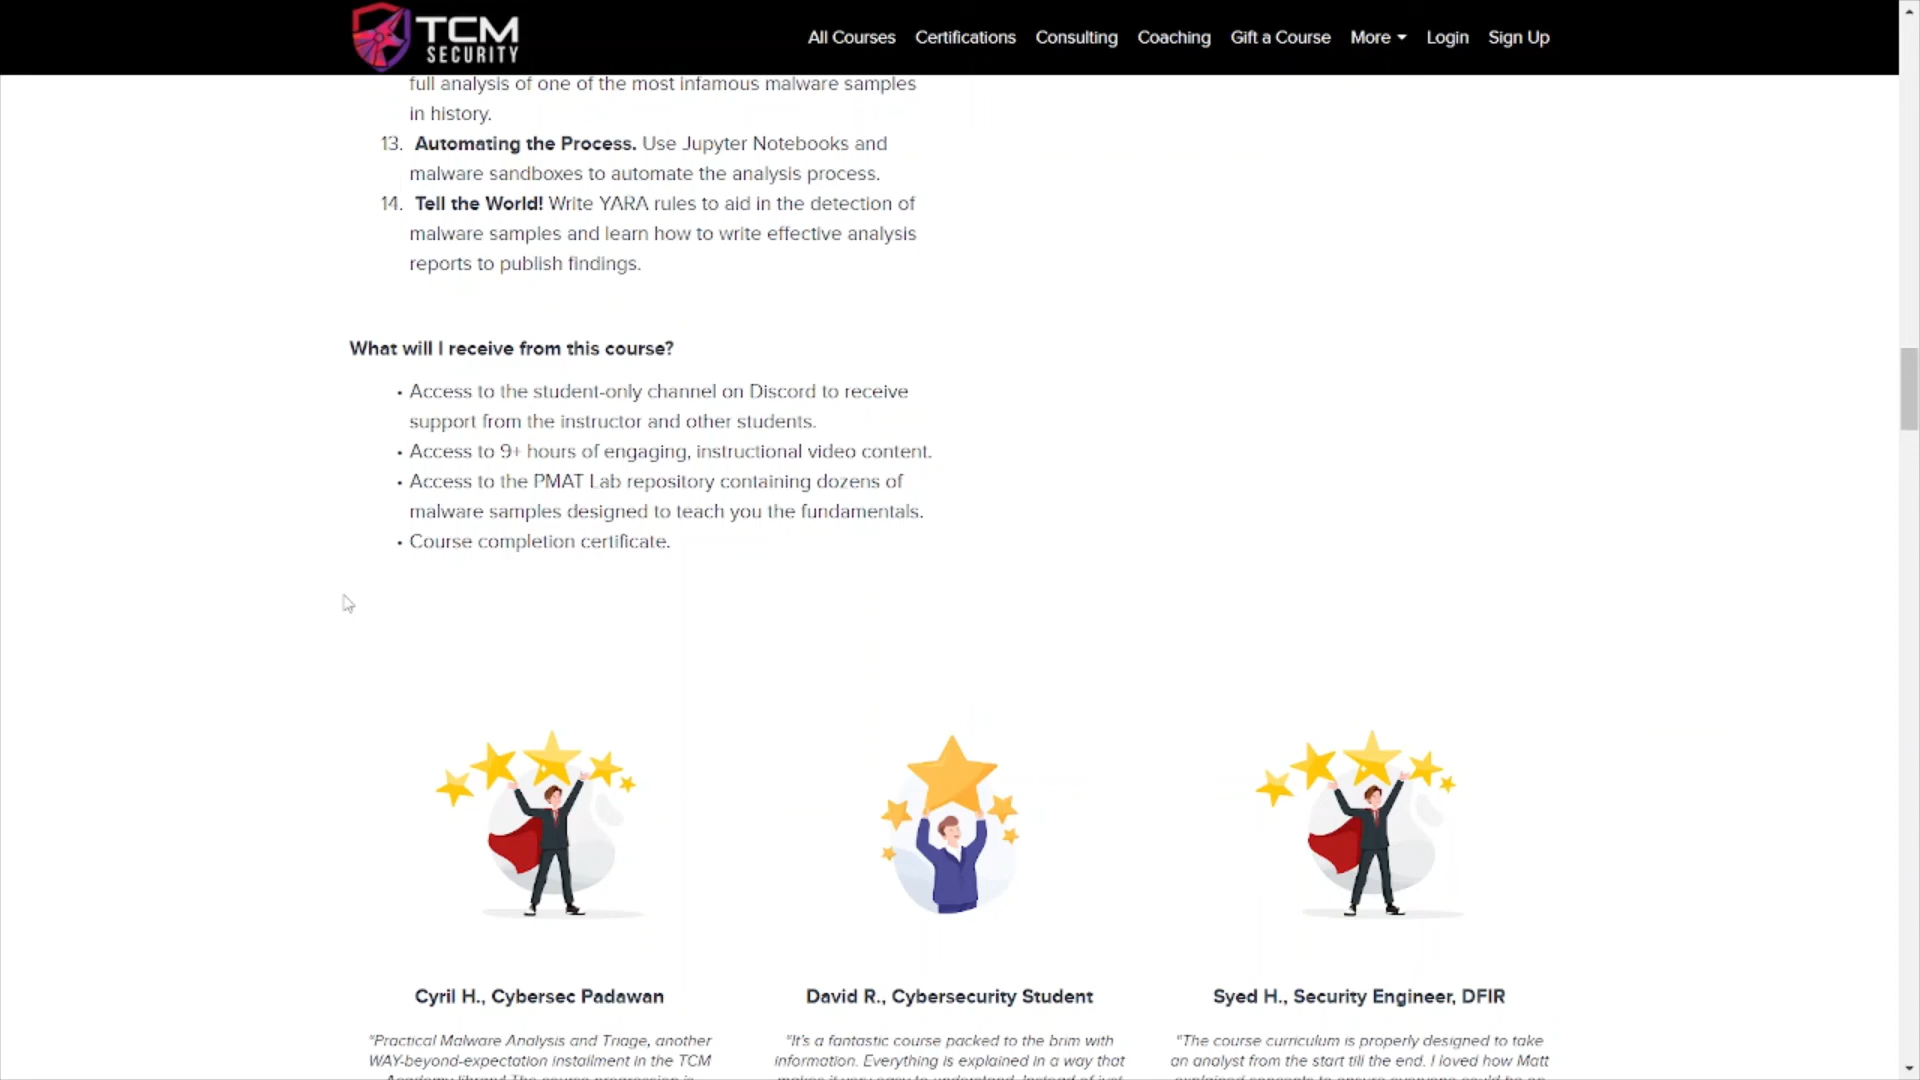 TCM
SECURITY
All Courses Certifications Consulting Coaching Gift a Course More Login Sign Up
full analysis of one of the most infamous malware samples
in history.
13. Automating the Process. Use Jupyter Notebooks and
malware sandboxes to automate the analysis process.
14. Tell the World! Write YARA rules to aid in the detection of
malware samples and learn how to write effective analysis
reports to publish findings.
What will I receive from this course?
• Access to the student-only channel on Discord to receive
support from the instructor and other students.
• Access to 9+ hours of engaging, instructional video content.
• Access to the PMAT Lab repository containing dozens of
malware samples designed to teach you the fundamentals.
• Course completion certificate.
Cyril H., Cybersec Padawan
"Practical Malware Analysis and Triage, another
WAY-beyond-expectation installment in the TCM
David R., Cybersecurity Student
"It's a fantastic course packed to the brim with
information. Everything is explained in a way that
Syed H., Security Engineer, DFIR
"The course curriculum is properly designed to take
an analyst from the start till the end. I loved how Matt